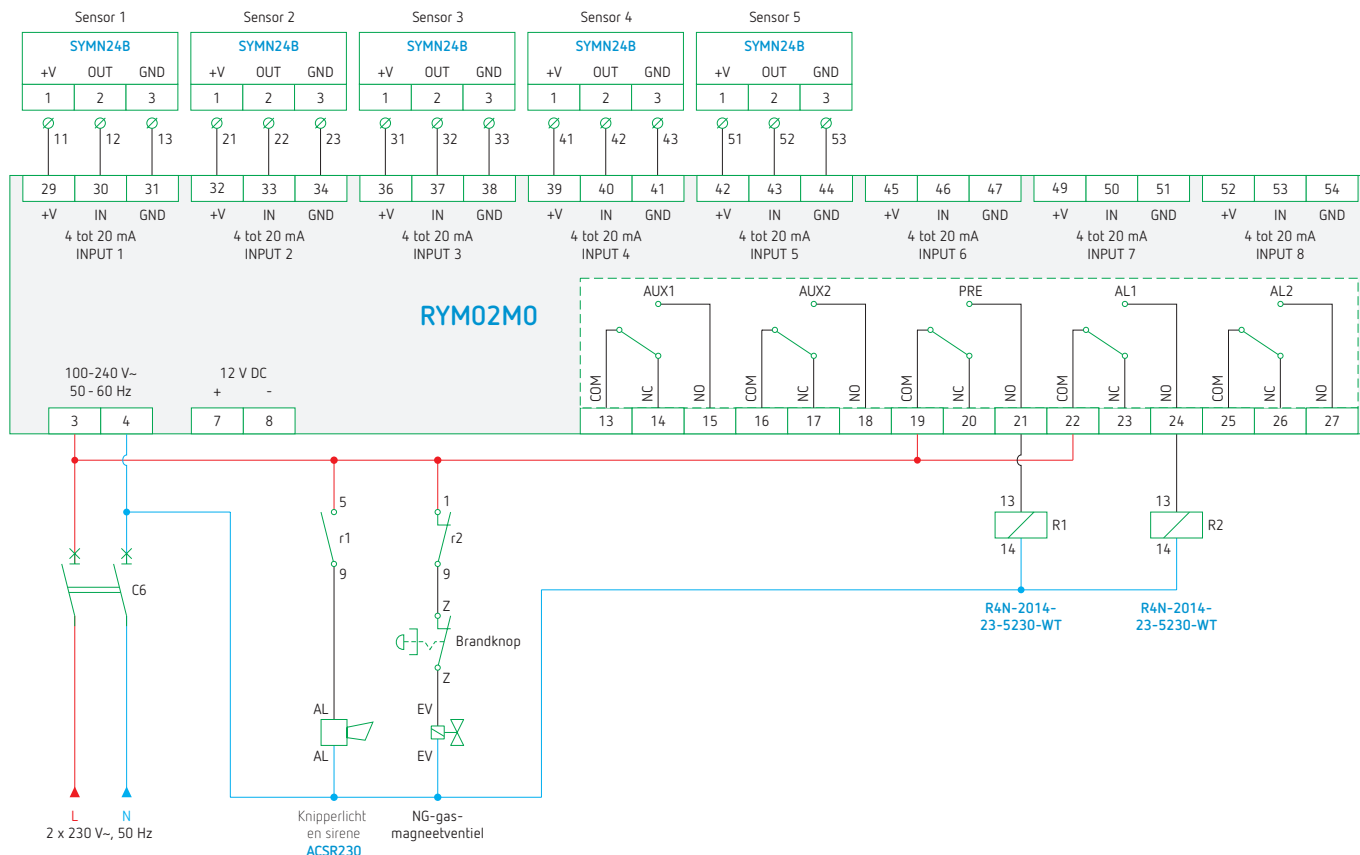 Sensor 1 Sensor 2 Sensor 3 Sensor 4 Sensor 5
SYMN24B SYMN24B SYMN24B SYMN24B SYMN24B
+V OUT GND +V OUT GND +V OUT GND +V OUT GND +V OUT GND
1 2 3 1 2 3 1 2 3 1 2 3 1 2 3
11 12 13 21 22 23 31 32 33 41 42 43 51 52 53
29 30 31 32 33 34 36 37 38 39 40 41 42 43 44 45 46 47 49 50 51 52 53 54
+V IN GND +V IN GND +V IN GND +V IN GND +V IN GND +V IN GND +V IN GND +V IN GND
4 tot 20 mA 4 tot 20 mA 4 tot 20 mA 4 tot 20 mA 4 tot 20 mA 4 tot 20 mA 4 tot 20 mA 4 tot 20 mA
INPUT 1 INPUT 2 INPUT 3 INPUT 4 INPUT 5 INPUT 6 INPUT 7 INPUT 8
AUX1 AUX2 PRE AL1 AL2
RYM02M0
100-240 V~ 12 V DC
50 - 60 Hz + -
COM NC NO COM NC NO COM NC NO COM NC NO COM NC NO
3 4 7 8 13 14 15 16 17 18 19 20 21 22 23 24 25 26 27
5 1 13 13
r1 r2 R1 R2
9 9 14 14
C6
Z
Brandknop
Z
R4N-2014- R4N-2014-
23-5230-WT 23-5230-WT
AL EV
AL EV
L N
2 x 230 V~, 50 Hz
Knipperlicht NG-gas-
en sirene magneetventiel
ACSR230